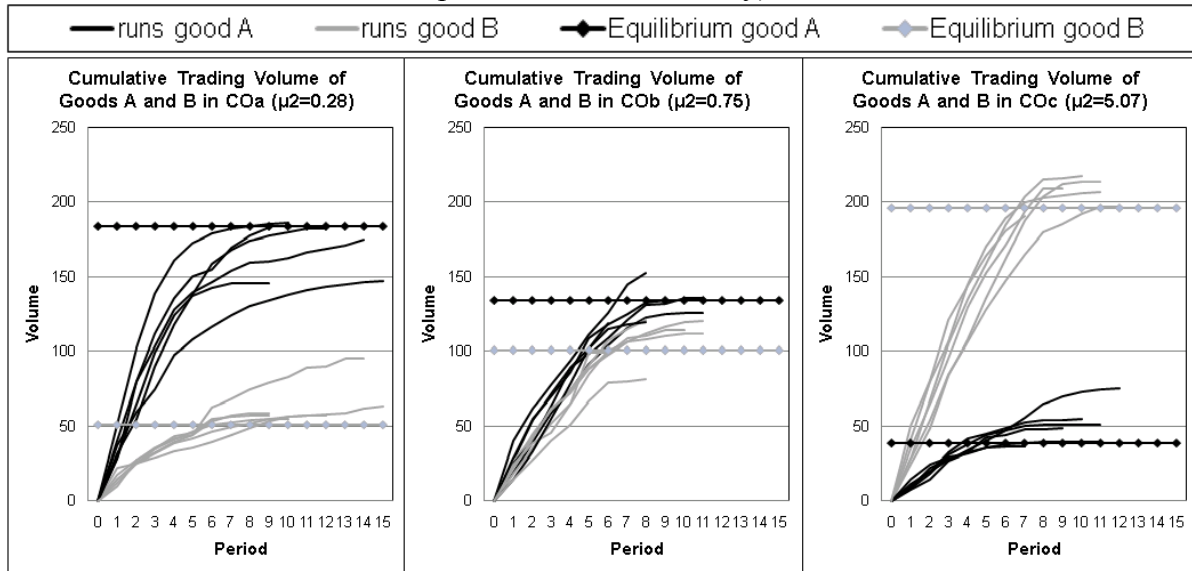 runs good A runs good B Equilibrium good A Equilibrium good B
Cumulative Trading Volume of
Goods A and B in COa (µ2=0.28)
250
200
150
100
50
0
Volume
0 1 2 3 4 5 6 7 8 9 10 11 12 13 14 15
Period
Cumulative Trading Volume of
Goods A and B in COb (µ2=0.75)
250
200
150
100
50
0
Volume
0 1 2 3 4 5 6 7 8 9 10 11 12 13 14 15
Period
Cumulative Trading Volume of
Goods A and B in COc (µ2=5.07)
250
200
150
100
50
0
Volume
0 1 2 3 4 5 6 7 8 9 10 11 12 13 14 15
Period